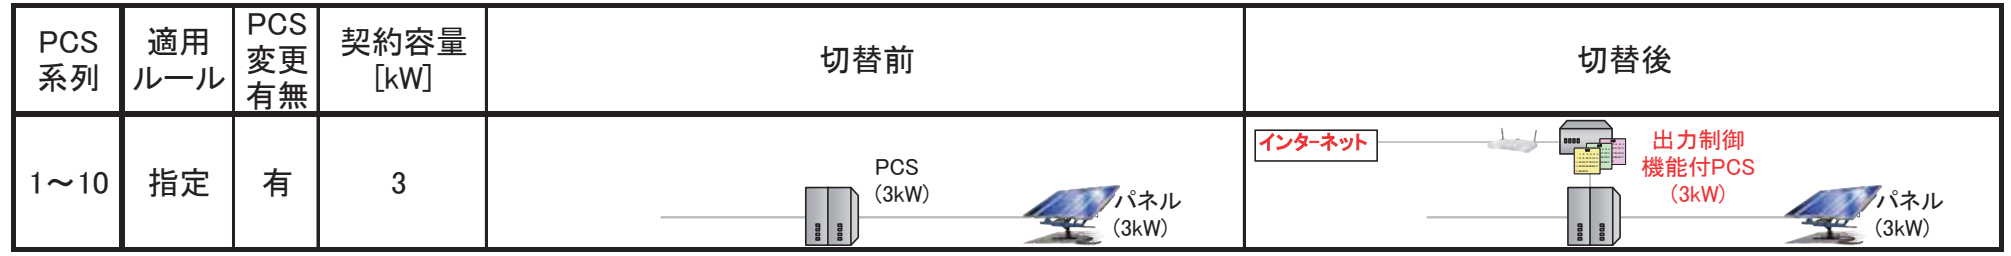 PCS
系列
適用
ルール
PCS
変更
有無
契約容量
[kW]
切替前
切替後
1～10
指定
有
3
PCS
(3kW)
パネル
(3kW)
インターネット
出力制御
機能付PCS
(3kW)
パネル
(3kW)